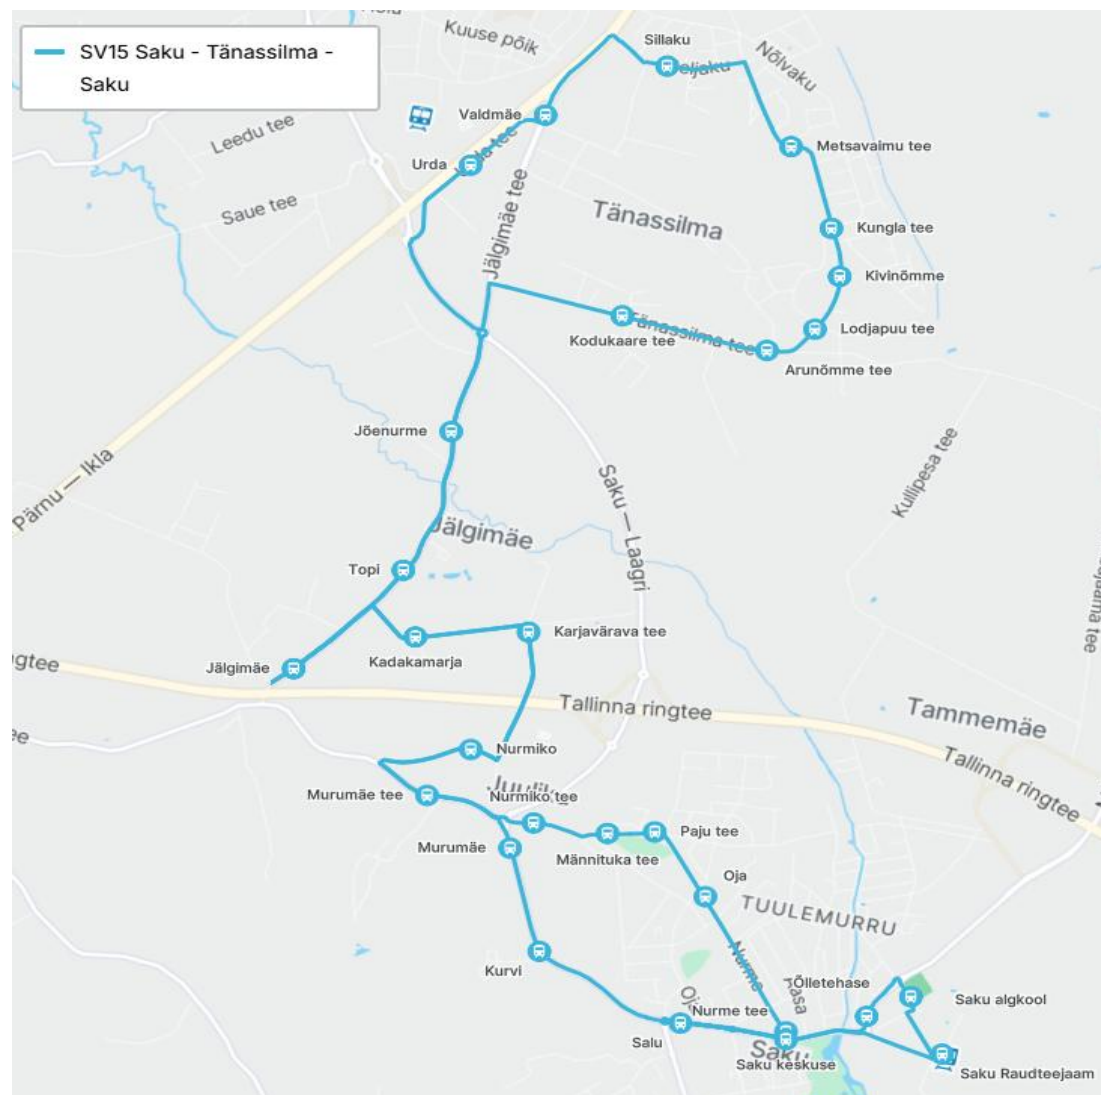 SV15 Saku - Tänassilma -
Saku
Kuuse põik
Sillaku
Nõlvaku
Valdmäe
Leedu tee
Metsavaimu tee
Urda
Saue tee
Tänassilma
Jälgimäe tee
Kungla tee
Kivinõmme
Kodukaare tee
Tänassilma tee
Lodjapuu tee
Arunõmme tee
Jõenurme
Kullipesa tee
Pärnu — Ikla
Saku — Laagri
Jälgimäe
Topi
Karjavärava tee
Kadakamarja
Jälgimäe
Tallinna ringtee
Tammemäe
Tallinna ringtee
Nurmiko
Murumäe tee
Nurmiko tee
Murumäe
Männituka tee
Paju tee
Oja
TUULEMURRU
Kurvi
Nurme
Õlletehase
Saku algkool
Nurme tee
Salu
Saku
Saku keskuse
Saku Raudteejaam